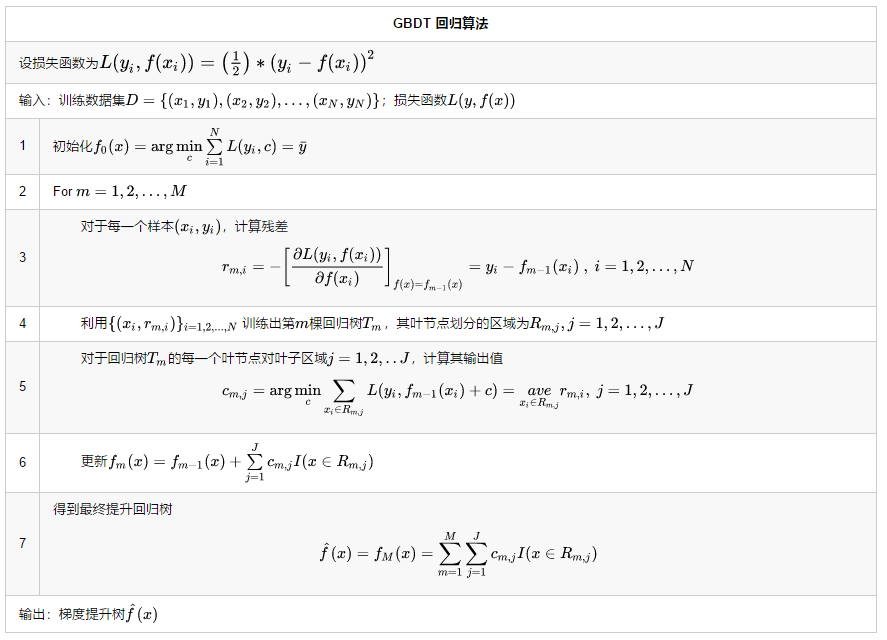 GBDT 回归算法
设损失函数为$L(y_i, f(x_i)) = \left(\frac{1}{2}\right) * (y_i - f(x_i))^2$
输入：训练数据集$D = \{(x_1, y_1), (x_2, y_2), \ldots, (x_N, y_N)\}$；损失函数$L(y, f(x))$
1 初始化$f_0(x) = \arg\min_c \sum_{i=1}^{N} L(y_i, c) = \bar{y}$
2 For $m = 1, 2, \ldots, M$
对于每一个样本$(x_i, y_i)$，计算残差
3 $r_{m,i} = -\left[\frac{\partial L(y_i, f(x_i))}{\partial f(x_i)}\right]_{f(x)=f_{m-1}(x)} = y_i - f_{m-1}(x_i)\ ,\ i = 1, 2, \ldots, N$
4 利用$\{(x_i, r_{m,i})\}_{i=1,2,\ldots,N}$ 训练出第$m$棵回归树$T_m$，其叶节点划分的区域为$R_{m,j}, j = 1, 2, \ldots, J$
对于回归树$T_m$的每一个叶节点对叶子区域$j = 1, 2, ..J$，计算其输出值
5 $c_{m,j} = \arg\min_c \sum_{x_i \in R_{m,j}} L(y_i, f_{m-1}(x_i) + c) = \underset{x_i \in R_{m,j}}{ave} r_{m,i},\ j = 1, 2, \ldots, J$
6 更新$f_m(x) = f_{m-1}(x) + \sum_{j=1}^{J} c_{m,j} I(x \in R_{m,j})$
得到最终提升回归树
7 $\hat{f}(x) = f_M(x) = \sum_{m=1}^{M} \sum_{j=1}^{J} c_{m,j} I(x \in R_{m,j})$
输出：梯度提升树$\hat{f}(x)$